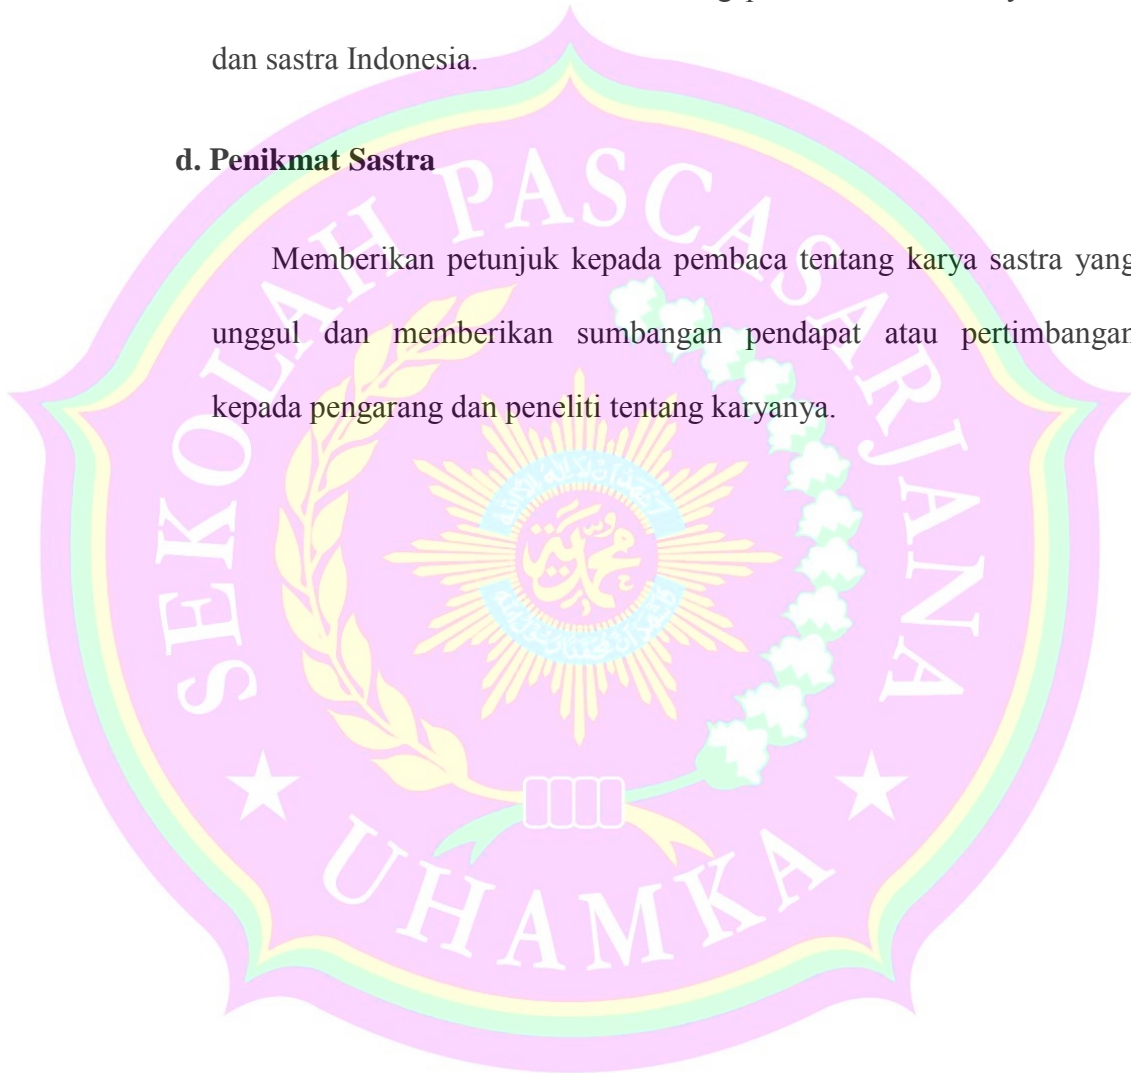 dan sastra Indonesia.
d. Penikmat Sastra
Memberikan petunjuk kepada pembaca tentang karya sastra yang
unggul dan memberikan sumbangan pendapat atau pertimbangan
kepada pengarang dan peneliti tentang karyanya.
SEKOLAH PASCASARJANA
UHAMKA